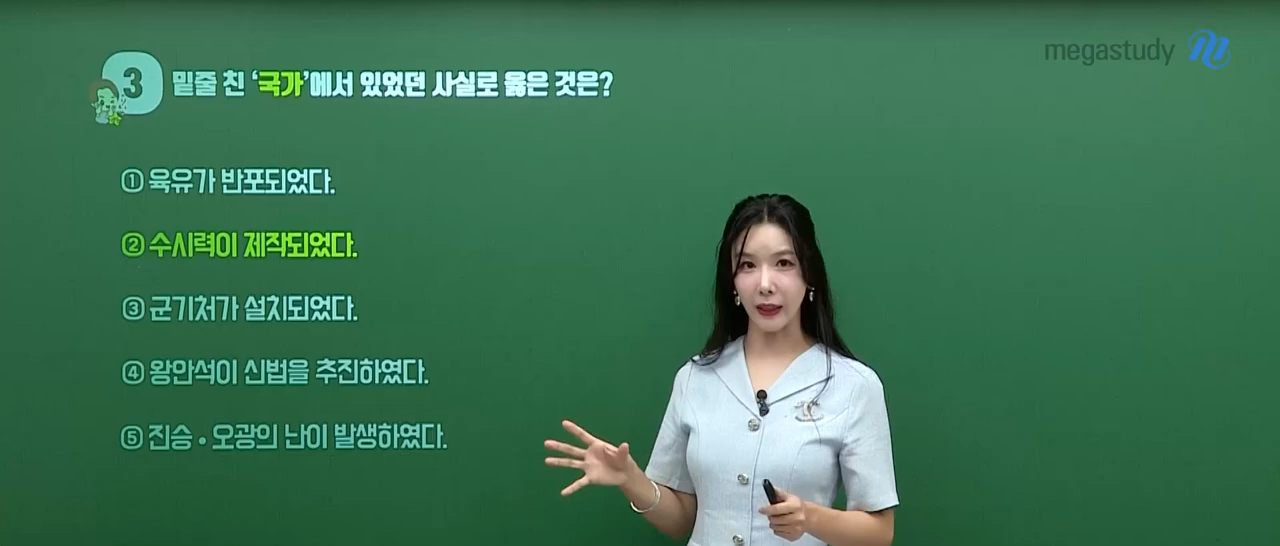 megastudy
3 밑줄 친 ‘국가’에서 있었던 사실로 옳은 것은?
① 육유가 반포되었다.
② 수시력이 제작되었다.
③ 군기처가 설치되었다.
④ 왕안석이 신법을 추진하였다.
⑤ 진승·오광의 난이 발생하였다.